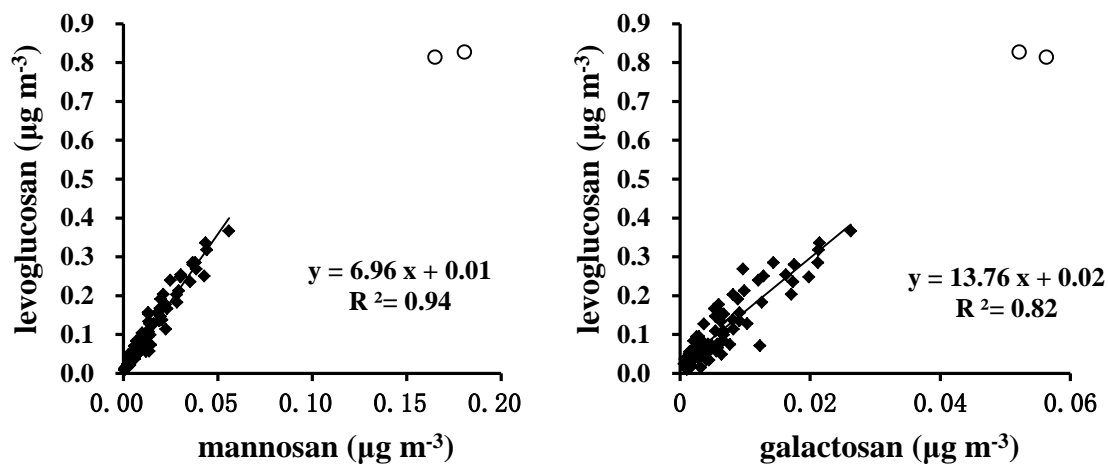 0.9
0.8
0.7
0.6
0.5
0.4
0.3
0.2
0.1
0.0
levoglucosan (µg m-3)
y = 6.96 x + 0.01
R 2= 0.94
0.00 0.05 0.10 0.15 0.20
mannosan (µg m-3)
0.9
0.8
0.7
0.6
0.5
0.4
0.3
0.2
0.1
0.0
levoglucosan (µg m-3)
y = 13.76 x + 0.02
R 2= 0.82
0 0.02 0.04 0.06
galactosan (µg m-3)